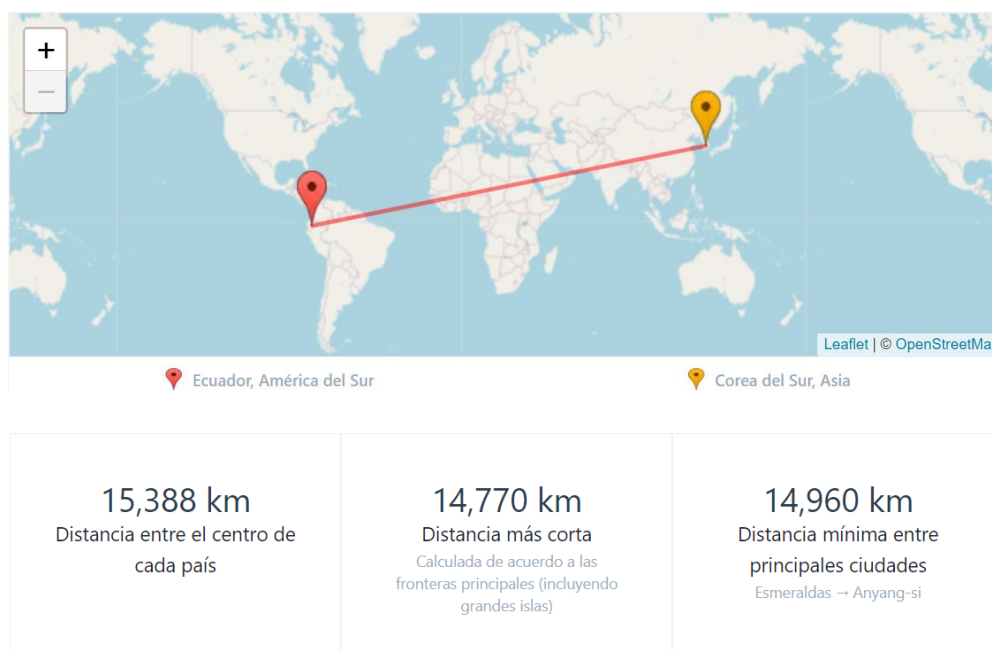 +
−
Leaflet | © OpenStreetMa
Ecuador, América del Sur
Corea del Sur, Asia
15,388 km
Distancia entre el centro de
cada país
14,770 km
Distancia más corta
Calculada de acuerdo a las
fronteras principales (incluyendo
grandes islas)
14,960 km
Distancia mínima entre
principales ciudades
Esmeraldas → Anyang-si